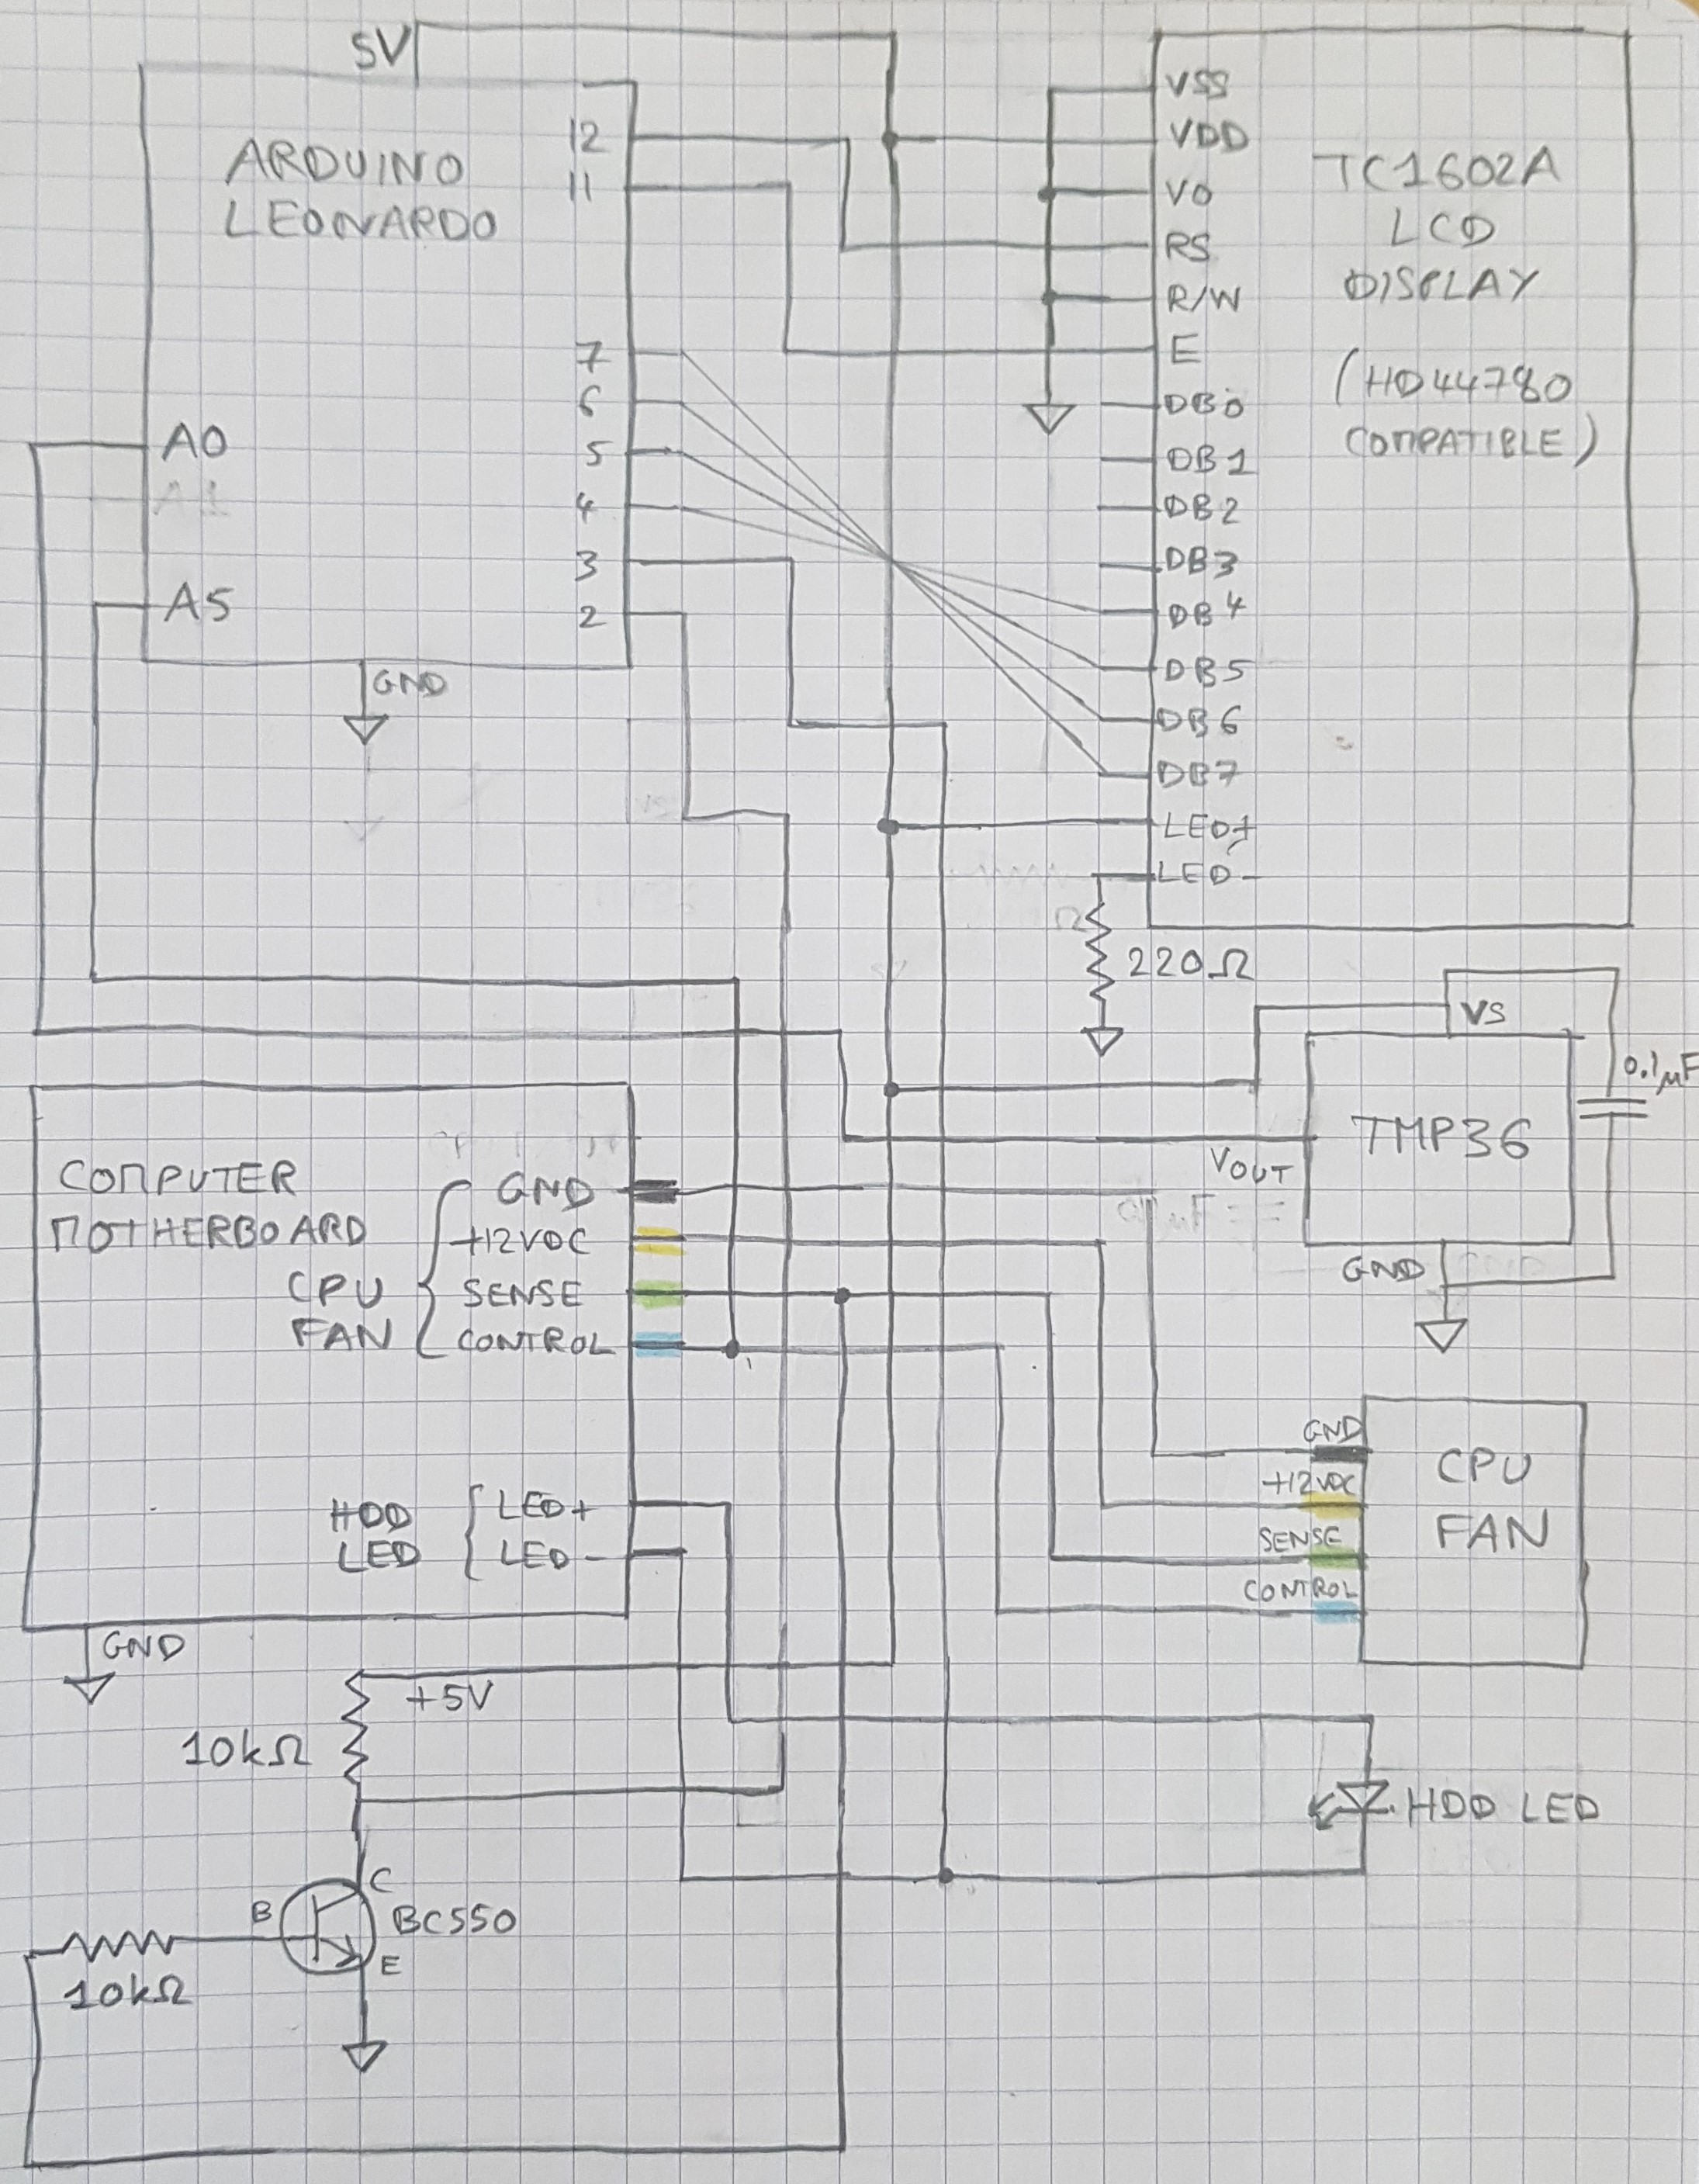 5V
ARDUINO
LEONARDO
12
11
7
6
5
4
3
2
A0
A1
A5
GND
VSS
VDD
VO
RS
R/W
E
DB0
DB1
DB2
DB3
DB4
DB5
DB6
DB7
LED+
LED-
TC1602A
LCD
DISPLAY
(HD44780
COMPATIBLE)
220Ω
VS
0.1μF
TMP36
VOUT
GND
COMPUTER
MOTHERBOARD
CPU
FAN
GND
+12VDC
SENSE
CONTROL
HDD
LED
LED+
LED-
GND
GND
+12VDC
SENSE
CONTROL
CPU
FAN
+5V
10kΩ
HDD LED
C
B
E
BC550
10kΩ